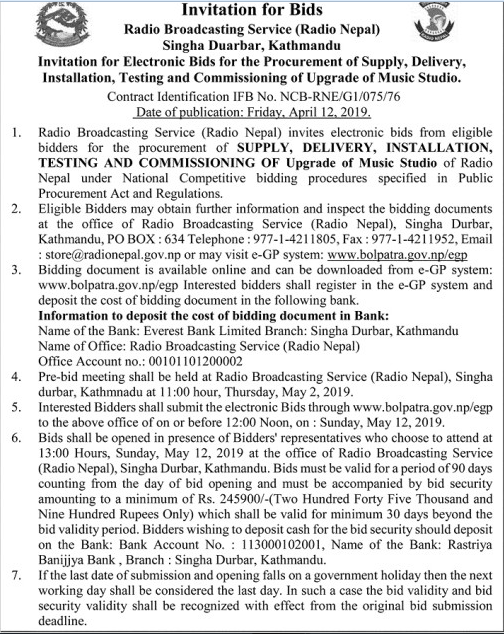 Invitation for Bids
Radio Broadcasting Service (Radio Nepal)
Singha Duarbar, Kathmandu
Invitation for Electronic Bids for the Procurement of Supply, Delivery,
Installation, Testing and Commissioning of Upgrade of Music Studio.
Contract Identification IFB No. NCB-RNE/G1/075/76
Date of publication: Friday, April 12, 2019.
1. Radio Broadcasting Service (Radio Nepal) invites electronic bids from eligible
bidders for the procurement of SUPPLY, DELIVERY, INSTALLATION,
TESTING AND COMMISSIONING OF Upgrade of Music Studio of Radio
Nepal under National Competitive bidding procedures specified in Public
Procurement Act and Regulations.
2. Eligible Bidders may obtain further information and inspect the bidding documents
at the office of Radio Broadcasting Service (Radio Nepal), Singha Durbar,
Kathmandu, PO BOX : 634 Telephone : 977-1-4211805, Fax : 977-1-4211952, Email
: store@radionepal.gov.np or may visit e-GP system: www.bolpatra.gov.np/egp
3. Bidding document is available online and can be downloaded from e-GP system:
www.bolpatra.gov.np/egp Interested bidders shall register in the e-GP system and
deposit the cost of bidding document in the following bank.
Information to deposit the cost of bidding document in Bank:
Name of the Bank: Everest Bank Limited Branch: Singha Durbar, Kathmandu
Name of Office: Radio Broadcasting Service (Radio Nepal)
Office Account no.: 00101101200002
4. Pre-bid meeting shall be held at Radio Broadcasting Service (Radio Nepal), Singha
durbar, Kathmnadu at 11:00 hour, Thursday, May 2, 2019.
5. Interested Bidders shall submit the electronic Bids through www.bolpatra.gov.np/egp
to the above office of on or before 12:00 Noon, on : Sunday, May 12, 2019.
6. Bids shall be opened in presence of Bidders' representatives who choose to attend at
13:00 Hours, Sunday, May 12, 2019 at the office of Radio Broadcasting Service
(Radio Nepal), Singha Durbar, Kathmandu. Bids must be valid for a period of 90 days
counting from the day of bid opening and must be accompanied by bid security
amounting to a minimum of Rs. 245900/-(Two Hundred Forty Five Thousand and
Nine Hundred Rupees Only) which shall be valid for minimum 30 days beyond the
bid validity period. Bidders wishing to deposit cash for the bid security should deposit
on the Bank: Bank Account No. : 113000102001, Name of the Bank: Rastriya
Banijjya Bank , Branch : Singha Durbar, Kathmandu.
7. If the last date of submission and opening falls on a government holiday then the next
working day shall be considered the last day. In such a case the bid validity and bid
security validity shall be recognized with effect from the original bid submission
deadline.